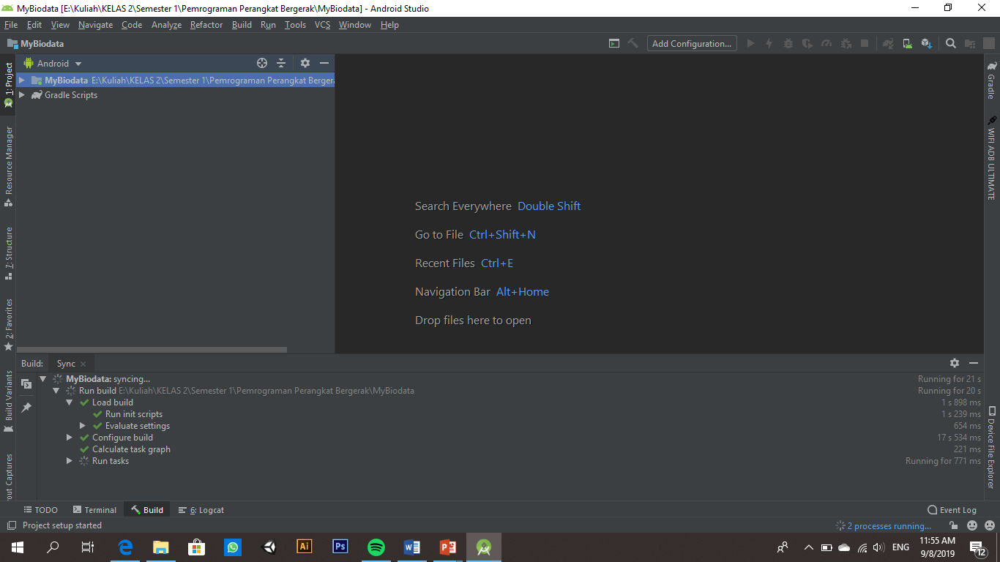 MyBiodata [E:\Kuliah\KELAS 2\Semester 1\Pemrograman Perangkat Bergerak\MyBiodata] - Android Studio
File Edit View Navigate Code Analyze Refactor Build Run Tools VCS Window Help
MyBiodata
Add Configuration...
1: Project
Resource Manager
7: Structure
2: Favorites
Build Variants
out Captures
Android
MyBiodata E:\Kuliah\KELAS 2\Semester 1\Pemrograman Perangkat Berger
Gradle Scripts
Search Everywhere Double Shift
Go to File Ctrl+Shift+N
Recent Files Ctrl+E
Navigation Bar Alt+Home
Drop files here to open
Gradle
WIFI ADB ULTIMATE
Device File Explorer
Build: Sync
MyBiodata: syncing... Running for 21 s
Run build E:\Kuliah\KELAS 2\Semester 1\Pemrograman Perangkat Bergerak\MyBiodata Running for 20 s
Load build 1 s 898 ms
Run init scripts 1 s 239 ms
Evaluate settings 654 ms
Configure build 17 s 534 ms
Calculate task graph 221 ms
Run tasks Running for 771 ms
TODO Terminal Build 6: Logcat Event Log
Project setup started 2 processes running...
Ai Ps ENG 11:55 AM
9/8/2019 12